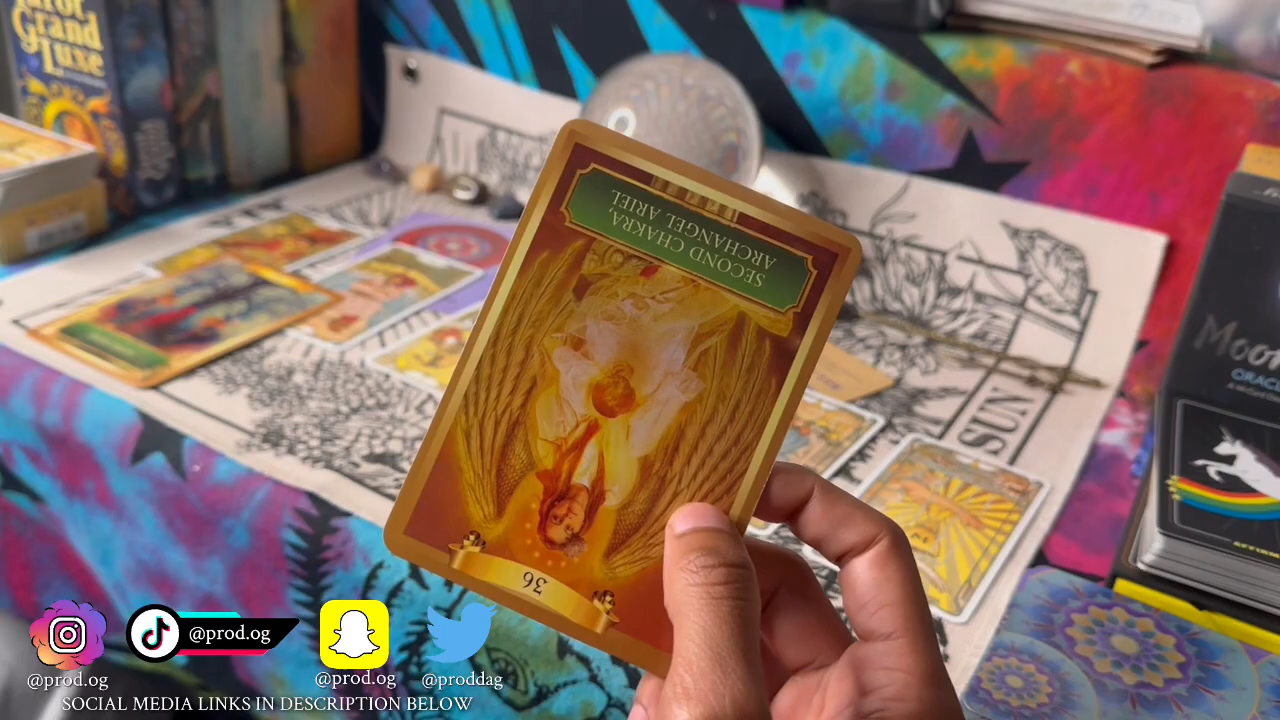 Tarot
Grand
Luxe
SECOND CHAKRA,
ARCHANGEL ARIEL
36
SUN
Moon
ORAC
@prod.og
@prod.og
@prod.og
@proddag
SOCIAL MEDIA LINKS IN DESCRIPTION BELOW